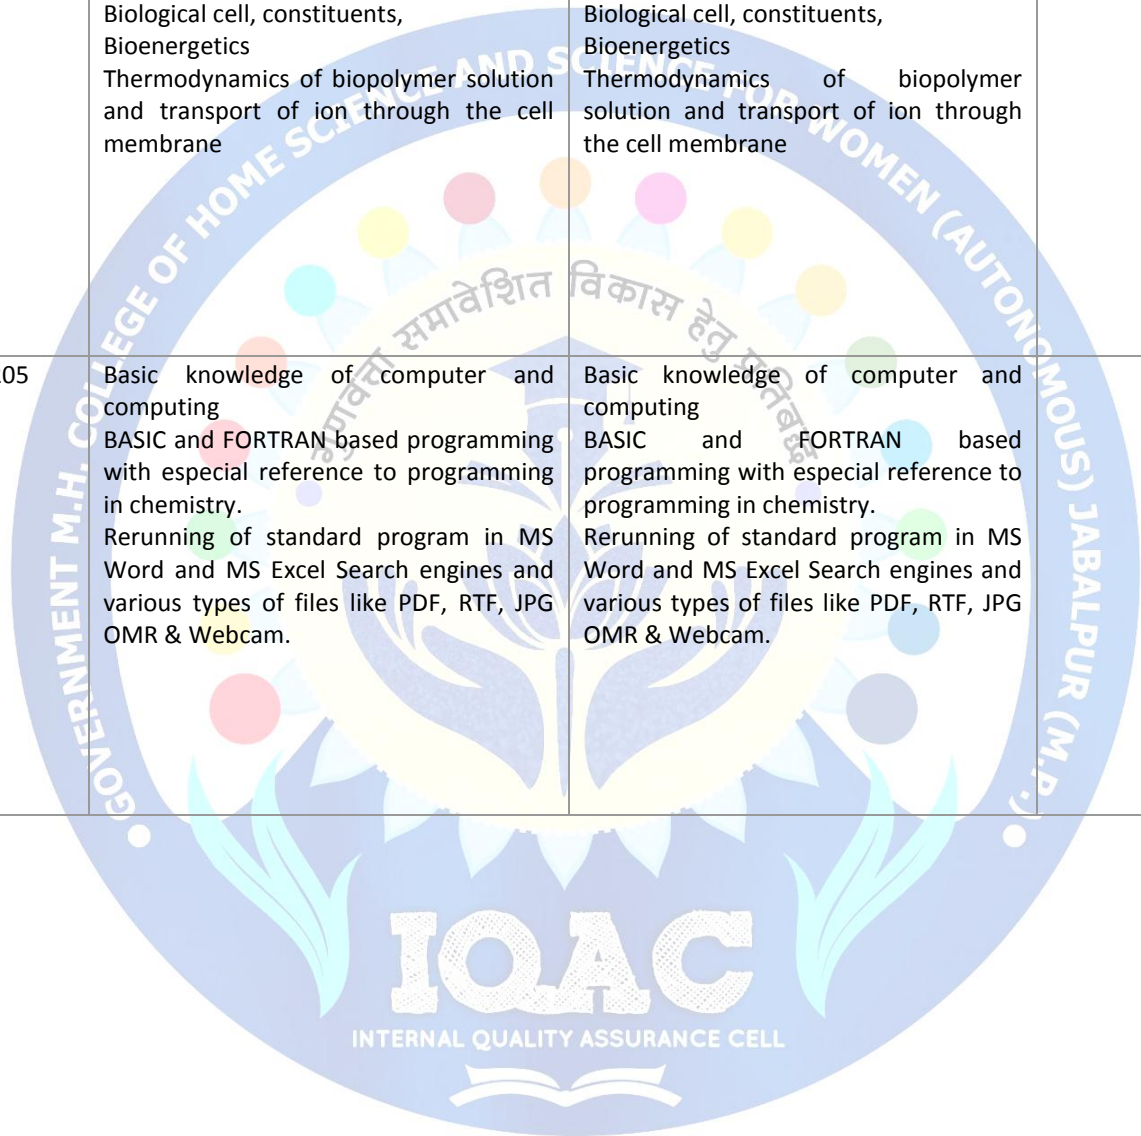 Biological cell, constituents,
Bioenergetics
Thermodynamics of biopolymer solution
and transport of ion through the cell
membrane
Biological cell, constituents,
Bioenergetics
Thermodynamics of biopolymer
solution and transport of ion through
the cell membrane
05
Basic knowledge of computer and
computing
BASIC and FORTRAN based programming
with especial reference to programming
in chemistry.
Rerunning of standard program in MS
Word and MS Excel Search engines and
various types of files like PDF, RTF, JPG
OMR & Webcam.
Basic knowledge of computer and
computing
BASIC and FORTRAN based
programming with especial reference to
programming in chemistry.
Rerunning of standard program in MS
Word and MS Excel Search engines and
various types of files like PDF, RTF, JPG
OMR & Webcam.
GOVERNMENT M.H. COLLEGE OF HOME SCIENCE AND SCIENCE FOR WOMEN (AUTONOMOUS) JABALPUR (M.P.)
गुणवत्ता समावेशित विकास हेतु प्रतिबद्ध
IQAC
INTERNAL QUALITY ASSURANCE CELL